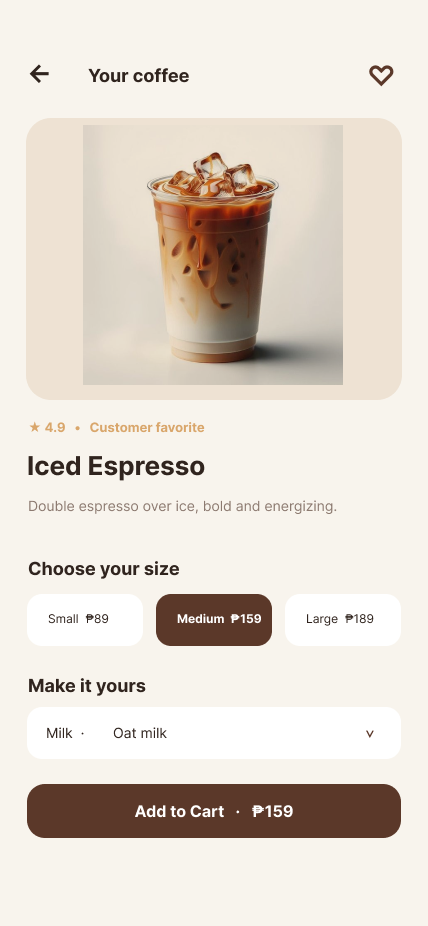 Your coffee
★ 4.9 • Customer favorite
Iced Espresso
Double espresso over ice, bold and energizing.
Choose your size
Small ₱89 Medium ₱159 Large ₱189
Make it yours
Milk · Oat milk v
Add to Cart · ₱159